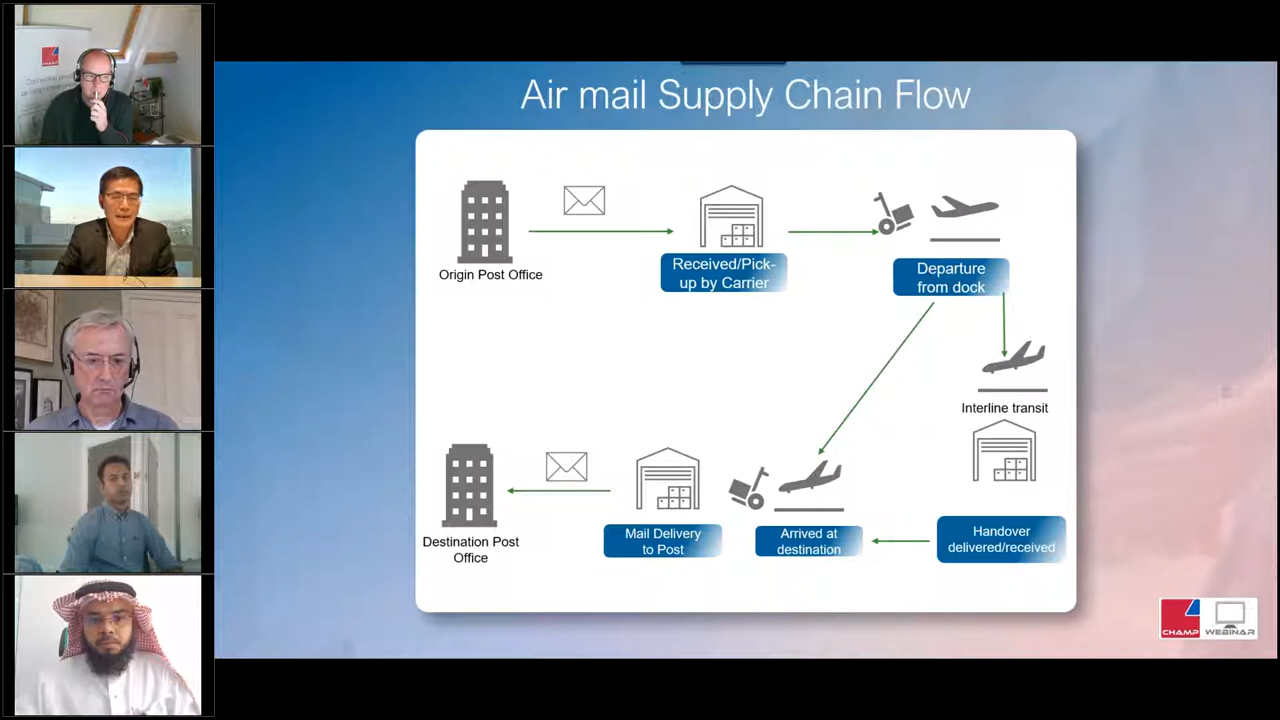 Air mail Supply Chain Flow
Origin Post Office
Received/Pick-
up by Carrier
Departure
from dock
Interline transit
Destination Post
Office
Mail Delivery
to Post
Arrived at
destination
Handover
delivered/received
CHAMP
WEBINAR